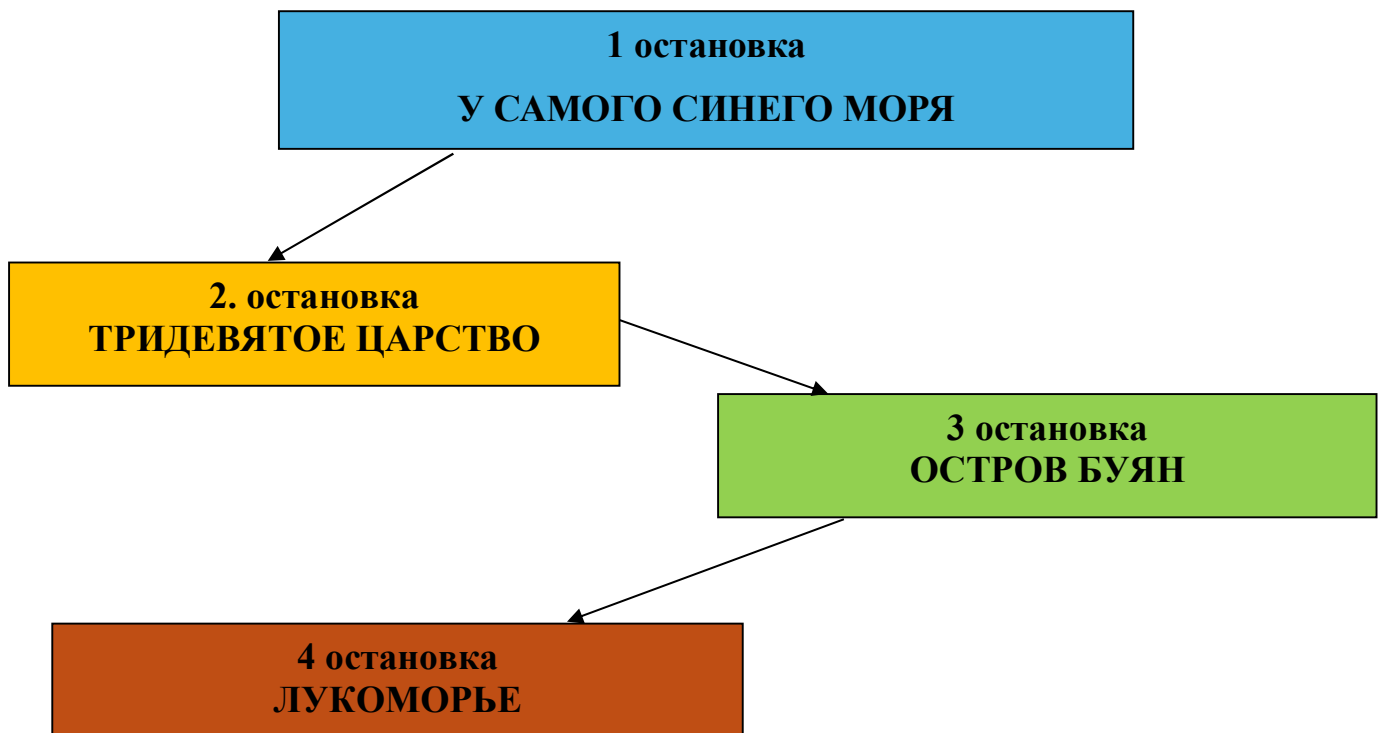 1 остановка
У САМОГО СИНЕГО МОРЯ
2. остановка
ТРИДЕВЯТОЕ ЦАРСТВО
3 остановка
ОСТРОВ БУЯН
4 остановка
ЛУКОМОРЬЕ